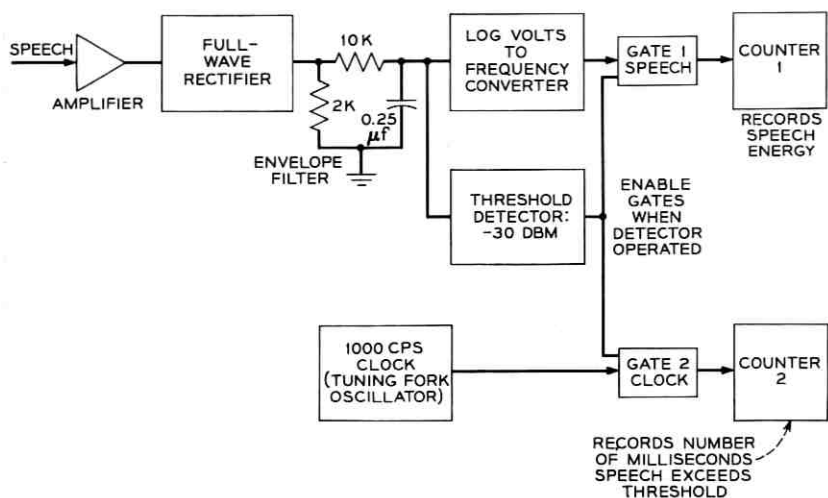 SPEECH
AMPLIFIER
FULL-
WAVE
RECTIFIER
10K
2K
0.25
μf
ENVELOPE
FILTER
LOG VOLTS
TO
FREQUENCY
CONVERTER
GATE 1
SPEECH
COUNTER
1
RECORDS
SPEECH
ENERGY
THRESHOLD
DETECTOR:
-30 DBM
ENABLE
GATES
WHEN
DETECTOR
OPERATED
1000 CPS
CLOCK
(TUNING FORK
OSCILLATOR)
GATE 2
CLOCK
COUNTER
2
RECORDS NUMBER
OF MILLISECONDS
SPEECH EXCEEDS
THRESHOLD